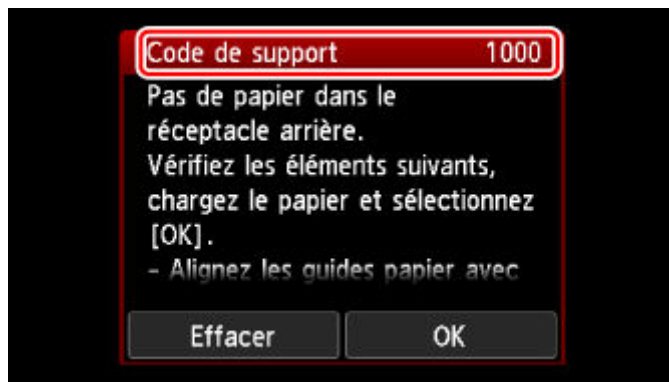 Code de support 1000
Pas de papier dans le
réceptacle arrière.
Vérifiez les éléments suivants,
chargez le papier et sélectionnez
[OK].
- Alignez les guides papier avec
Effacer OK